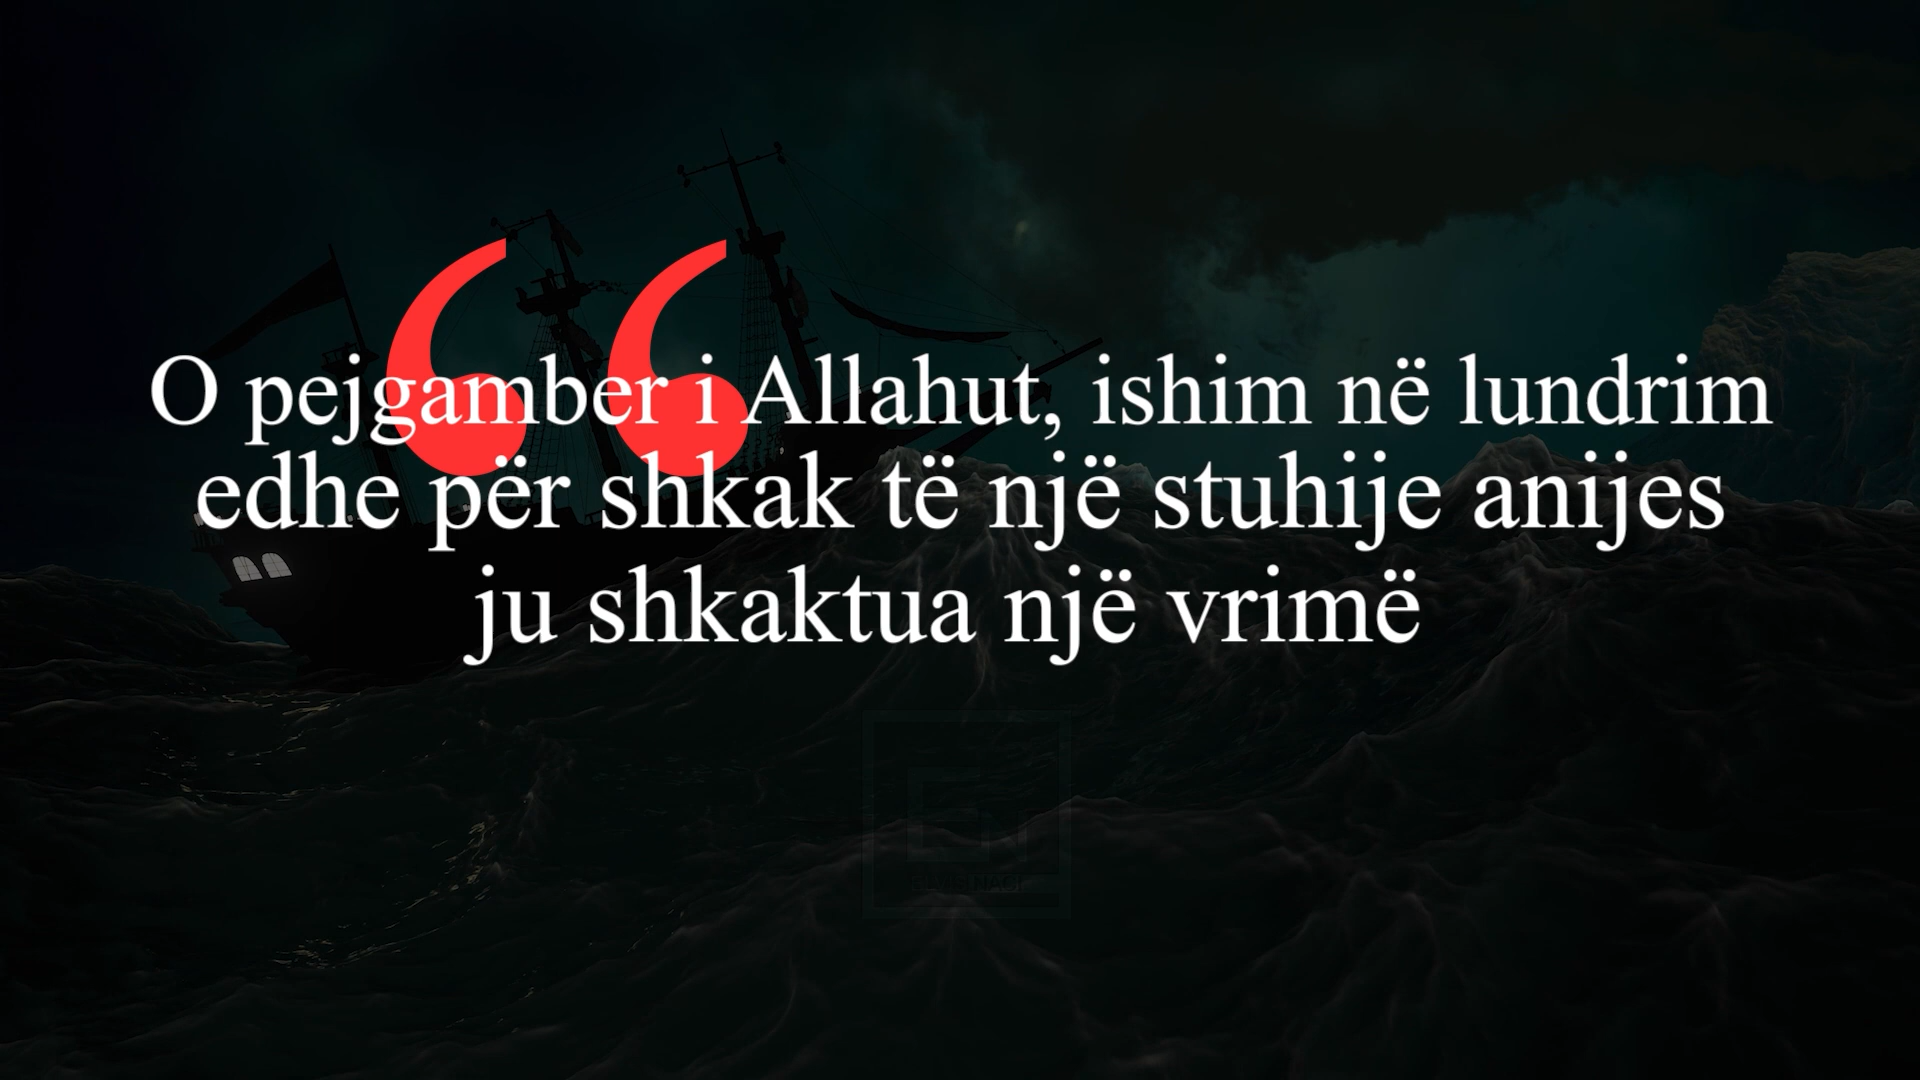 O pejgamber i Allahut, ishim në lundrim
edhe për shkak të një stuhije anijes
ju shkaktua një vrimë